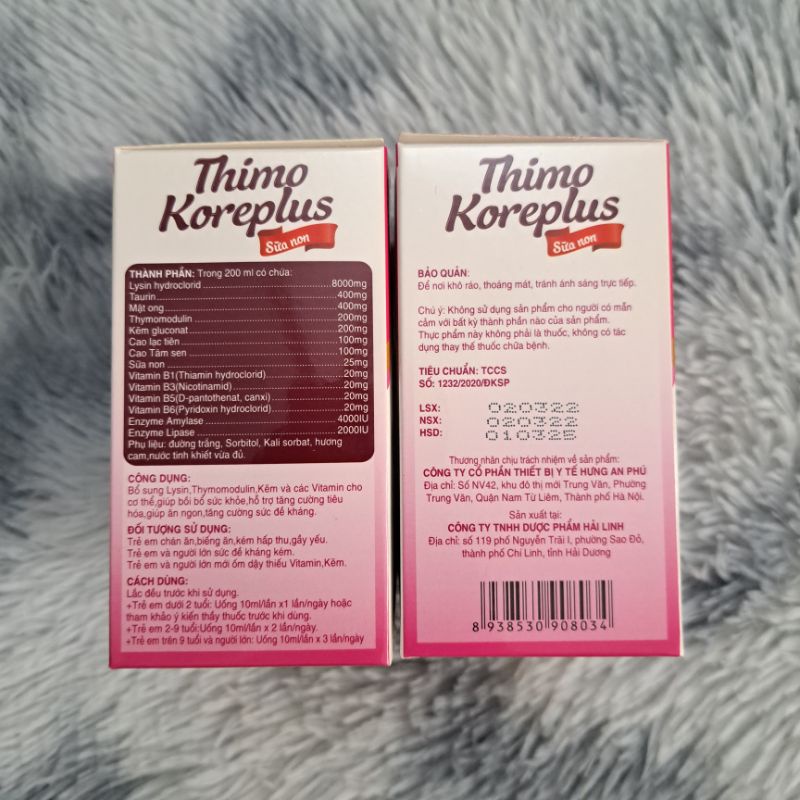 Thimo
Koreplus
Sữa non
THÀNH PHẦN: Trong 200 ml có chứa:
Lysin hydroclorid 8000mg
Taurin 400mg
Mật ong 400mg
Thymomodulin 200mg
Kẽm gluconat 200mg
Cao lạc tiên 100mg
Cao Tâm sen 100mg
Sữa non 25mg
Vitamin B1(Thiamin hydroclorid) 20mg
Vitamin B3(Nicotinamid) 20mg
Vitamin B5(D-pantothenat, canxi) 20mg
Vitamin B6(Pyridoxin hydroclorid) 20mg
Enzyme Amylase 4000IU
Enzyme Lipase 2000IU
Phụ liệu: đường trắng, Sorbitol, Kali sorbat, hương
cam,nước tinh khiết vừa đủ.
CÔNG DỤNG:
Bổ sung Lysin,Thymomodulin,Kẽm và các Vitamin cho
cơ thể,giúp bồi bổ sức khỏe,hỗ trợ tăng cường tiêu
hóa,giúp ăn ngon,tăng cường sức đề kháng.
ĐỐI TƯỢNG SỬ DỤNG:
Trẻ em chán ăn,biếng ăn,kém hấp thu,gầy yếu.
Trẻ em và người lớn sức đề kháng kém.
Trẻ em và người lớn mới ốm dậy thiếu Vitamin,Kẽm.
CÁCH DÙNG:
Lắc đều trước khi sử dụng.
+Trẻ em dưới 2 tuổi: Uống 10ml/lần x1 lần/ngày hoặc
tham khảo ý kiến thầy thuốc trước khi dùng.
+Trẻ em 2-9 tuổi:Uống 10ml/lần x 2 lần/ngày.
+Trẻ em trên 9 tuổi và người lớn: Uống 10ml/lần x 3 lần/ngày
Thimo
Koreplus
Sữa non
BẢO QUẢN:
Để nơi khô ráo, thoáng mát, tránh ánh sáng trực tiếp.
Chú ý: Không sử dụng sản phẩm cho người có mẫn
cảm với bất kỳ thành phần nào của sản phẩm.
Thực phẩm này không phải là thuốc, không có tác
dụng thay thế thuốc chữa bệnh.
TIÊU CHUẨN: TCCS
SỐ: 1232/2020/ĐKSP
LSX: 020322
NSX: 020322
HSD: 010325
Thương nhân chịu trách nhiệm về sản phẩm:
CÔNG TY CỔ PHẦN THIẾT BỊ Y TẾ HƯNG AN PHÚ
Địa chỉ: Số NV42, khu đô thị mới Trung Văn, Phường
Trung Văn, Quận Nam Từ Liêm, Thành phố Hà Nội.
Sản xuất tại:
CÔNG TY TNHH DƯỢC PHẨM HẢI LINH
Địa chỉ: số 119 phố Nguyễn Trãi I, phường Sao Đỏ,
thành phố Chí Linh, tỉnh Hải Dương
8 938530 908034